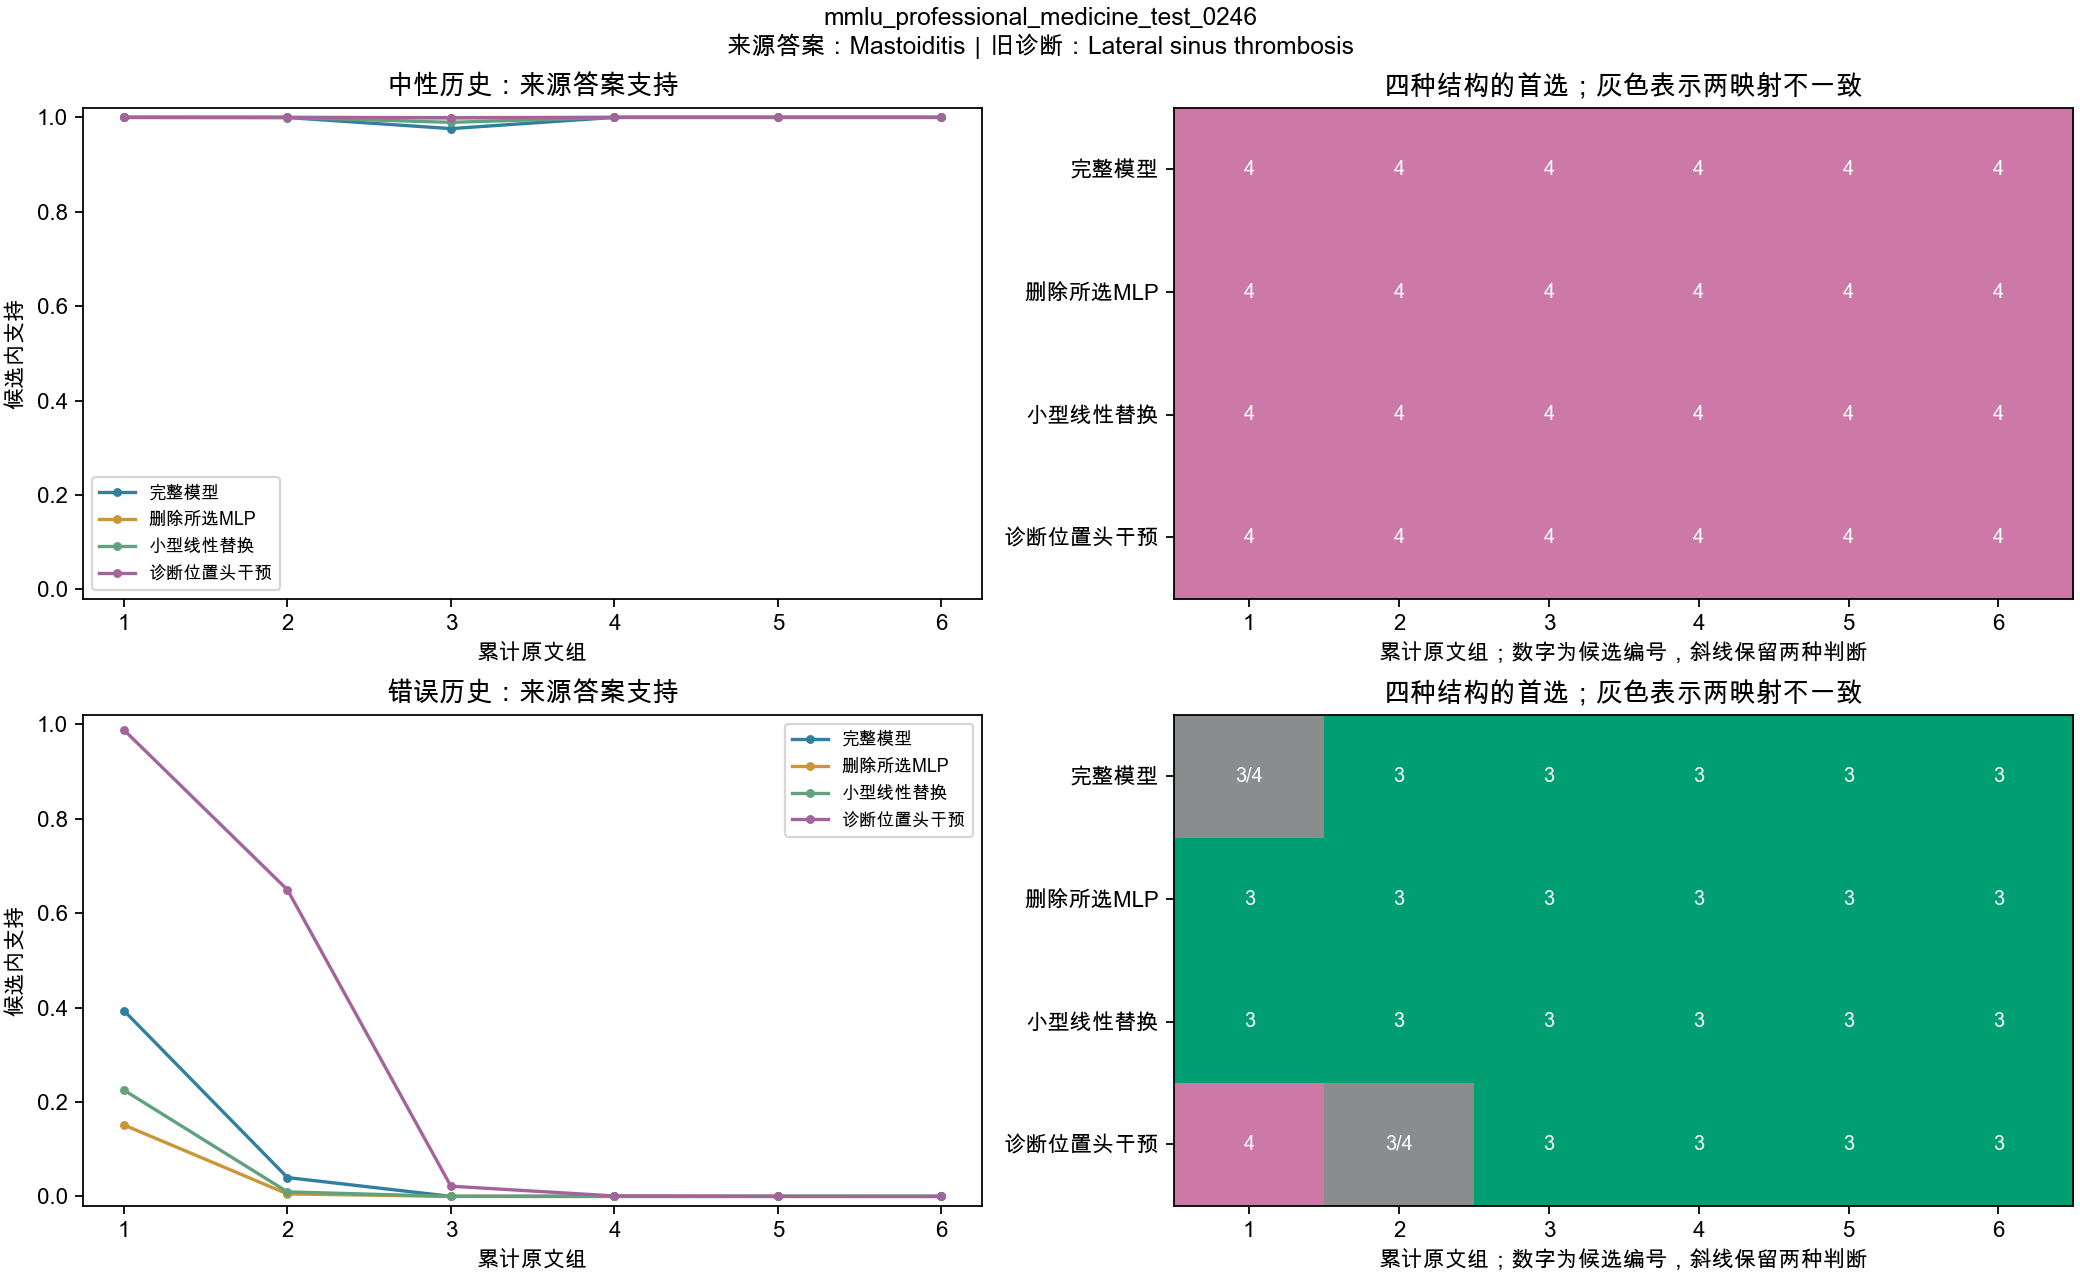 mmlu_professional_medicine_test_0246
来源答案：Mastoiditis | 旧诊断：Lateral sinus thrombosis
中性历史：来源答案支持
候选内支持
1.0
0.8
0.6
0.4
0.2
0.0
完整模型
删除所选MLP
小型线性替换
诊断位置头干预
1 2 3 4 5 6
累计原文组
四种结构的首选；灰色表示两映射不一致
完整模型 4 4 4 4 4 4
删除所选MLP 4 4 4 4 4 4
小型线性替换 4 4 4 4 4 4
诊断位置头干预 4 4 4 4 4 4
1 2 3 4 5 6
累计原文组；数字为候选编号，斜线保留两种判断
错误历史：来源答案支持
候选内支持
1.0
0.8
0.6
0.4
0.2
0.0
完整模型
删除所选MLP
小型线性替换
诊断位置头干预
1 2 3 4 5 6
累计原文组
四种结构的首选；灰色表示两映射不一致
完整模型 3/4 3 3 3 3 3
删除所选MLP 3 3 3 3 3 3
小型线性替换 3 3 3 3 3 3
诊断位置头干预 4 3/4 3 3 3 3
1 2 3 4 5 6
累计原文组；数字为候选编号，斜线保留两种判断